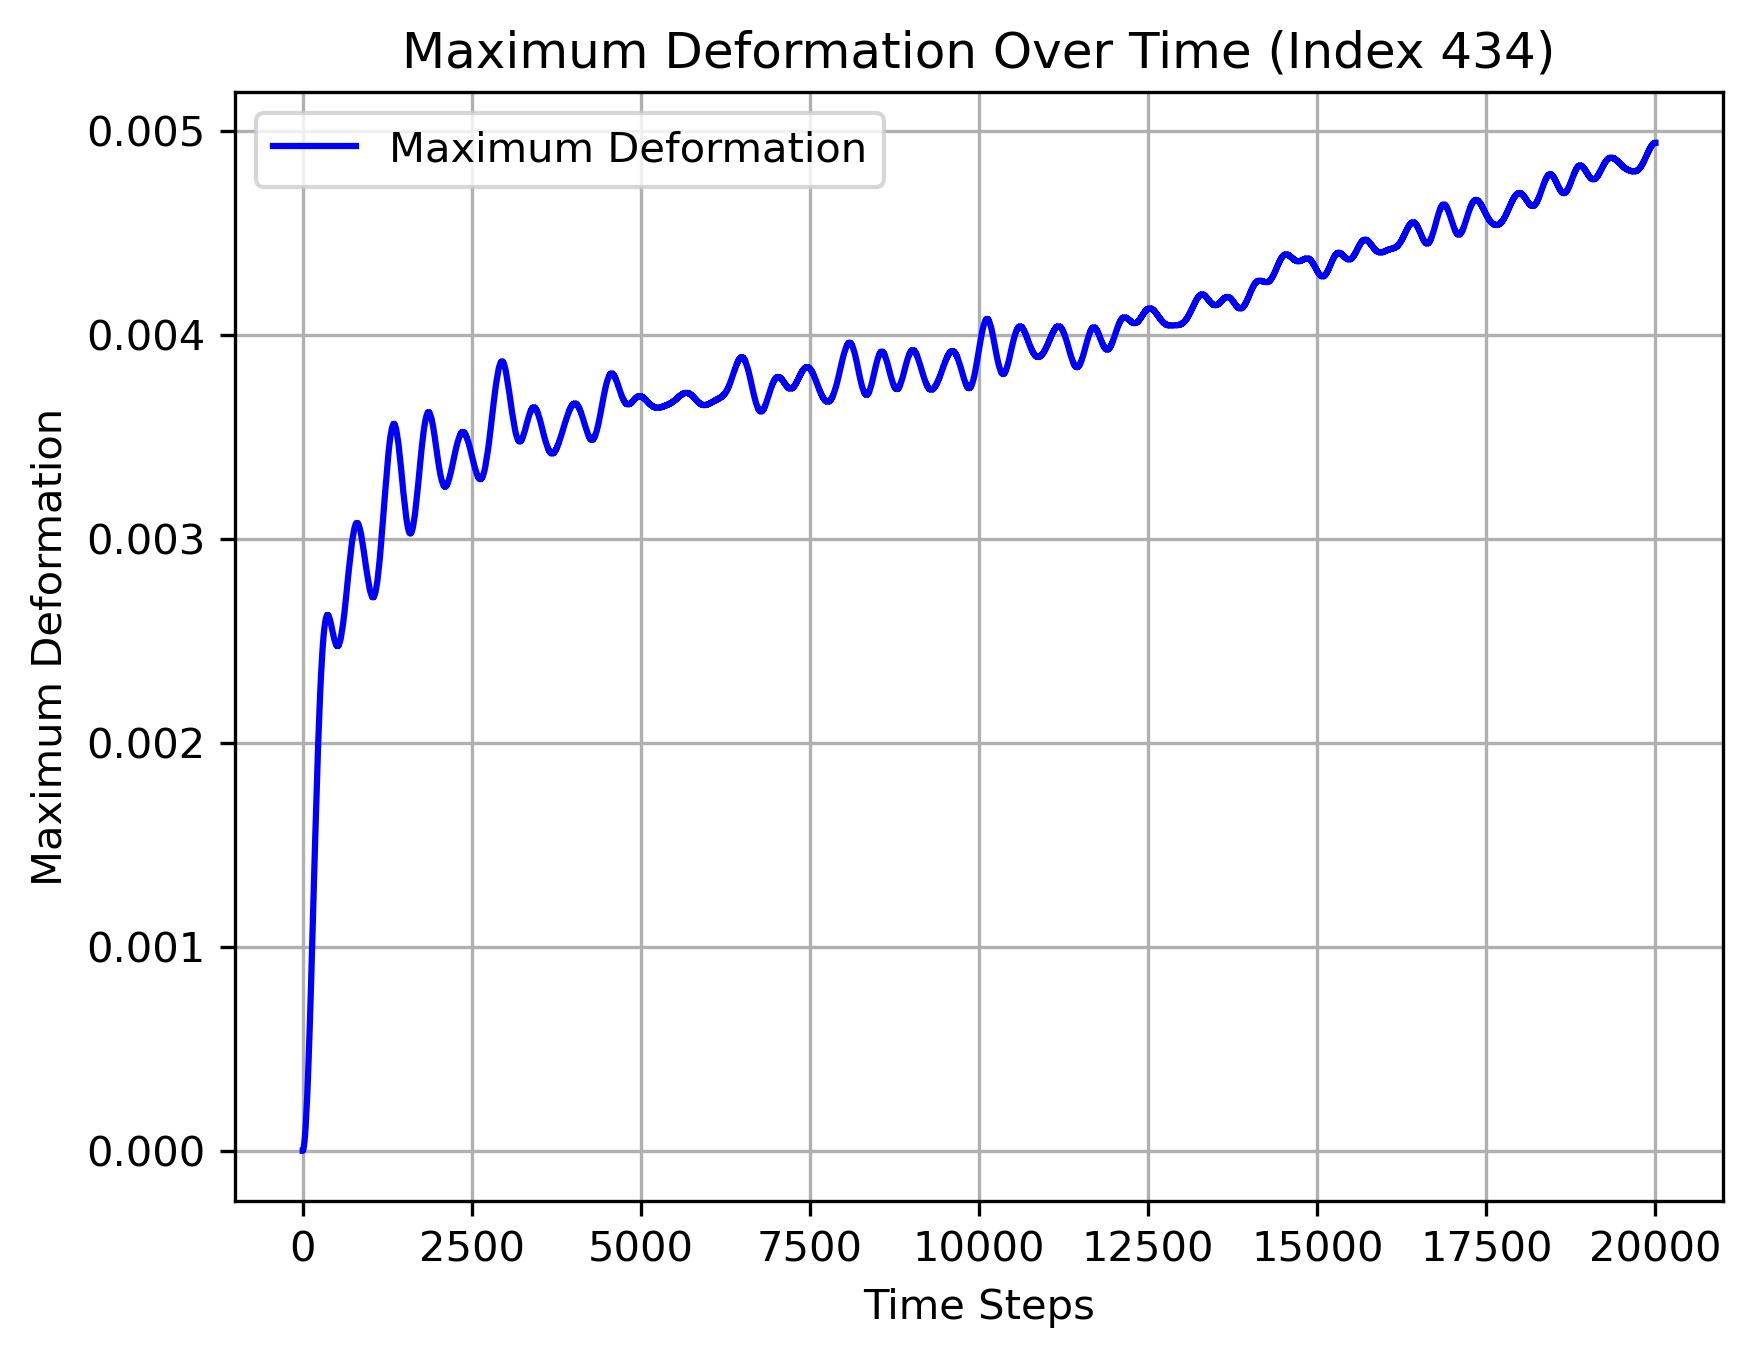 Maximum Deformation Over Time (Index 434)
Maximum Deformation
0.005
0.004
0.003
0.002
0.001
0.000
Maximum Deformation
0 2500 5000 7500 10000 12500 15000 17500 20000
Time Steps